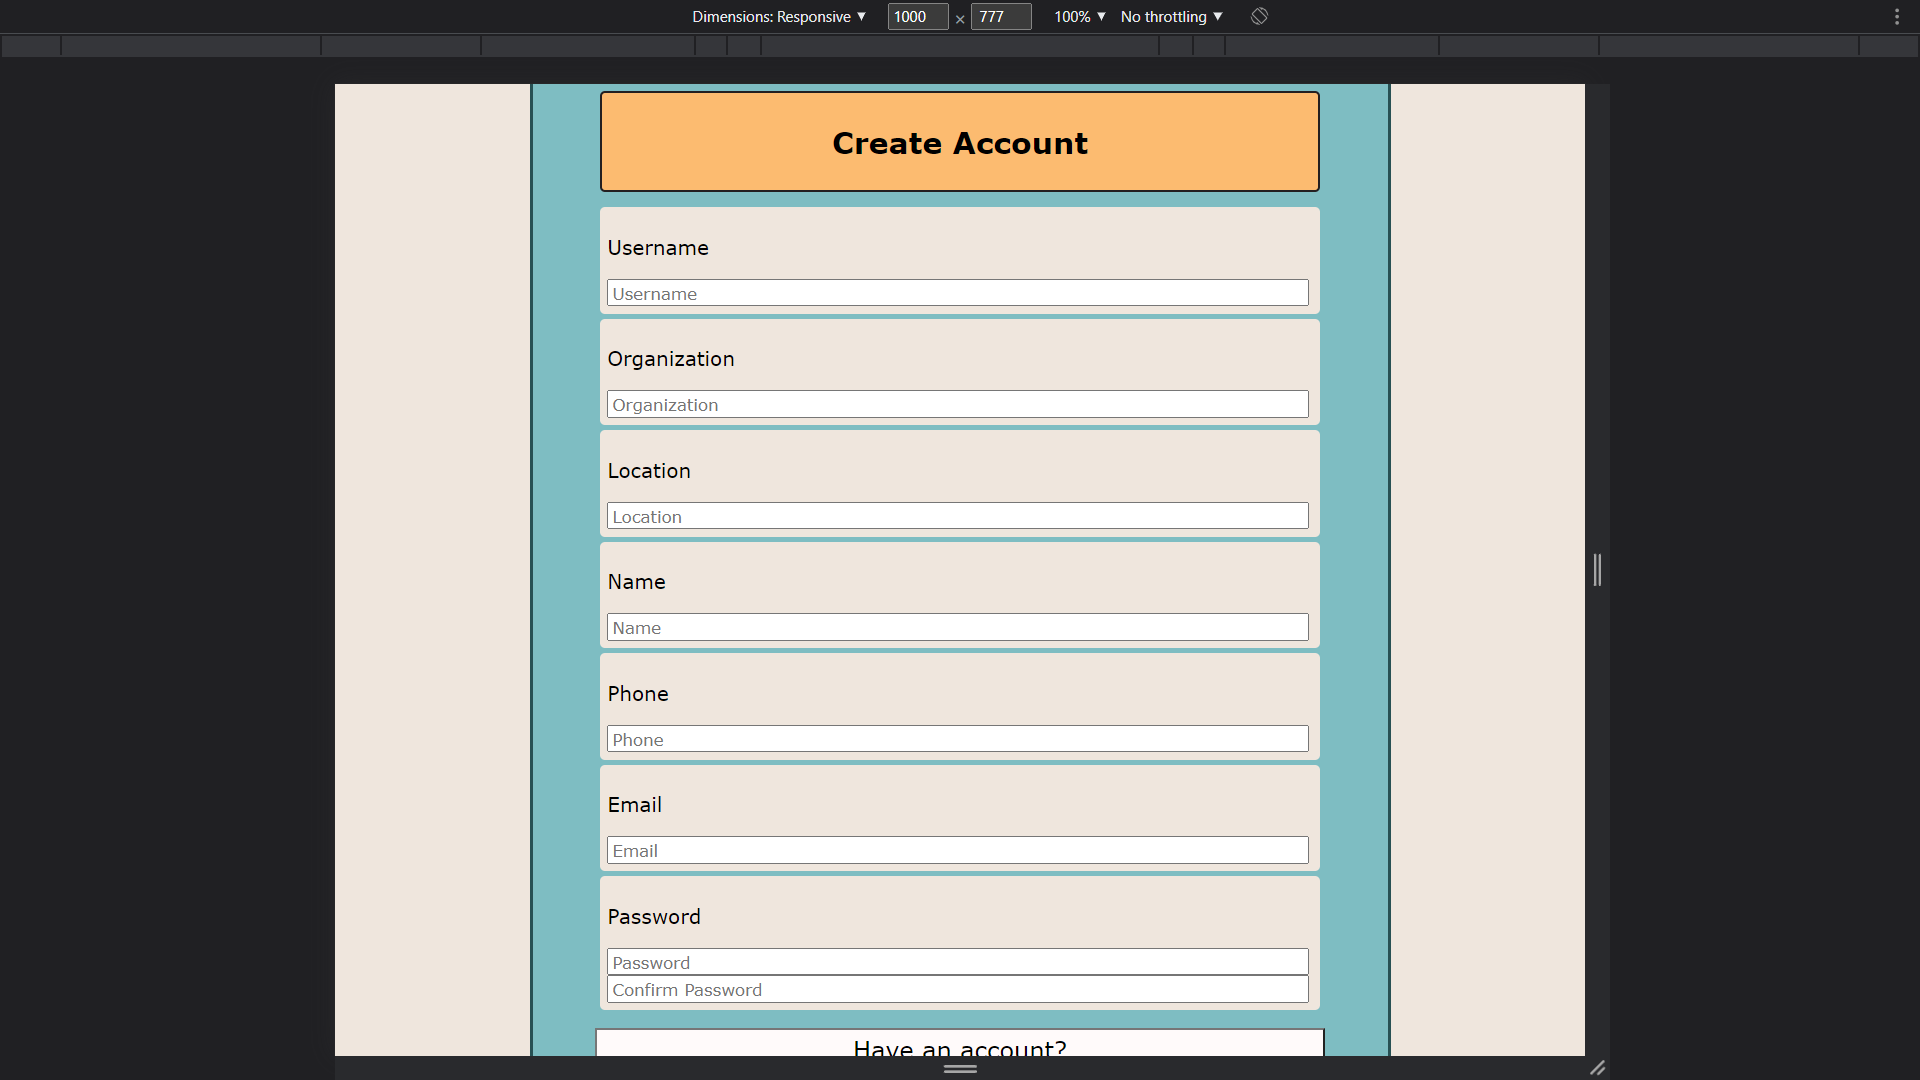 Dimensions: Responsive ▼ 1000 × 777 100% ▼ No throttling ▼
Create Account
Username
Username
Organization
Organization
Location
Location
Name
Name
Phone
Phone
Email
Email
Password
Password
Confirm Password
Have an account?